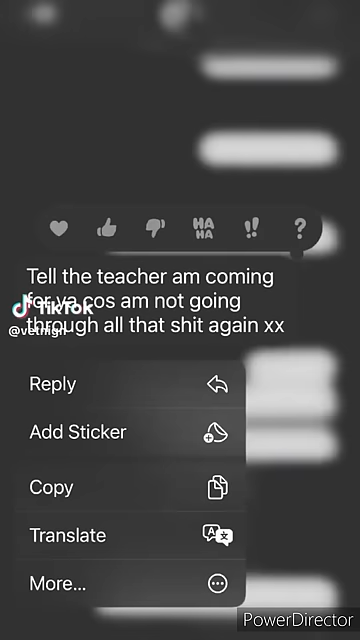 HA
HA
!!
?
Tell the teacher am coming
for ya cos am not going
through all that shit again xx
TikTok
@vetnign
Reply
Add Sticker
Copy
Translate
More...
PowerDirector